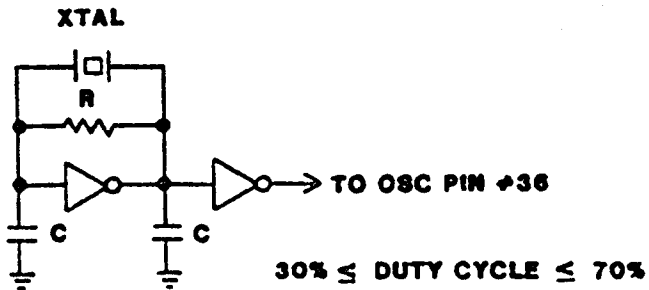 XTAL
R
TO OSC PIN #36
C
C
30% ≤ DUTY CYCLE ≤ 70%